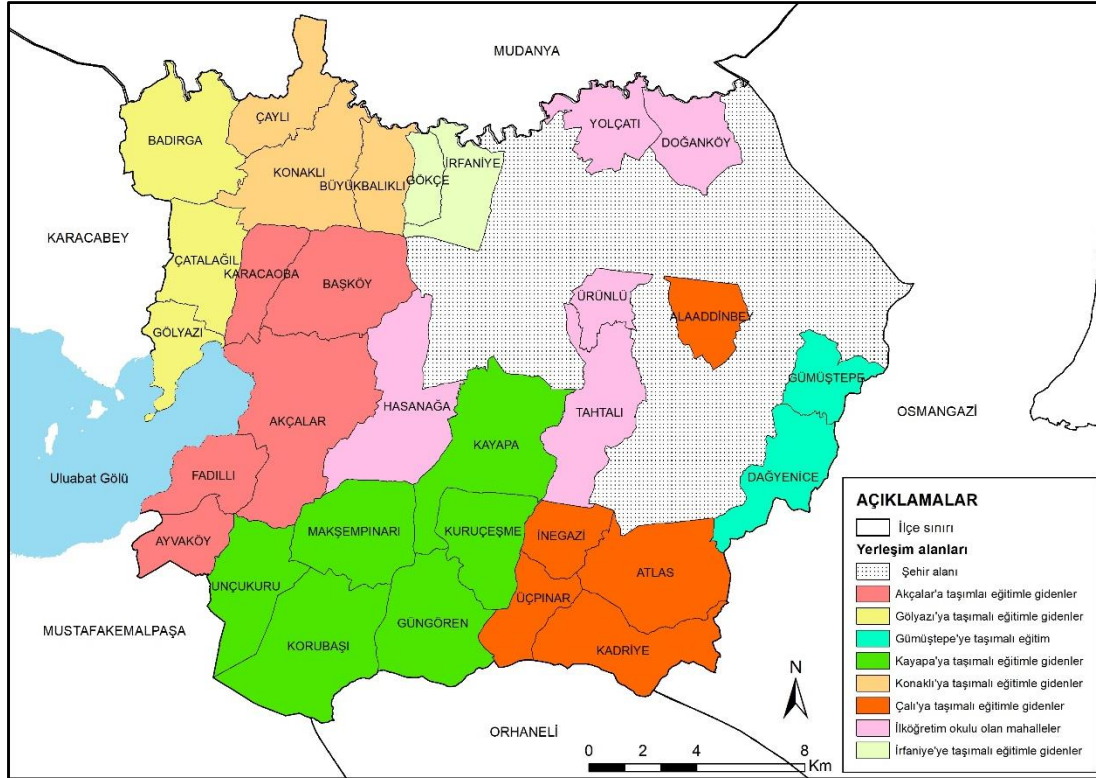 MUDANYA
ÇAYLI
YOLÇATI
BADIRGA
DOĞANKÖY
İRFANİYE
KONAKLI
GÖKÇE
BÜYÜKBALIKLI
KARACABEY
ÇATALAĞIL
KARACAOBA
BAŞKÖY
ÜRÜNLÜ
ALAADDİNBEY
GÖLYAZI
GÜMÜŞTEPE
HASANAĞA
TAHTALI
OSMANGAZİ
AKÇALAR
KAYAPA
Uluabat Gölü
FADILLI
DAĞYENİCE
MAKŞEMPINARI
KURUÇEŞME
İNEGAZİ
AYVAKÖY
ATLAS
UNÇUKURU
ÜÇPINAR
GÜNGÖREN
MUSTAFAKEMALPAŞA
KORUBAŞI
KADRİYE
ORHANELİ
N
0 2 4 8
Km
AÇIKLAMALAR
İlçe sınırı
Yerleşim alanları
Şehir alanı
Akçalar'a taşımlaı eğitimle gidenler
Gölyazı'ya taşımalı eğitimle gidenler
Gümüştepe'ye taşımalı eğitim
Kayapa'ya taşımalı eğitimle gidenler
Konaklı'ya taşımalı eğitimle gidenler
Çalı'ya taşımalı eğitimle gidenler
İlköğretim okulu olan mahalleler
İrfaniye'ye taşımalı eğitimle gidenler